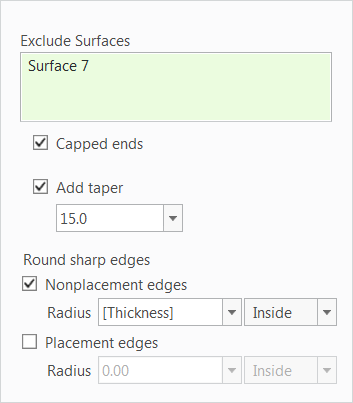 Exclude Surfaces
Surface 7
Capped ends
Add taper
15.0
Round sharp edges
Nonplacement edges
Radius [Thickness] Inside
Placement edges
Radius 0.00 Inside